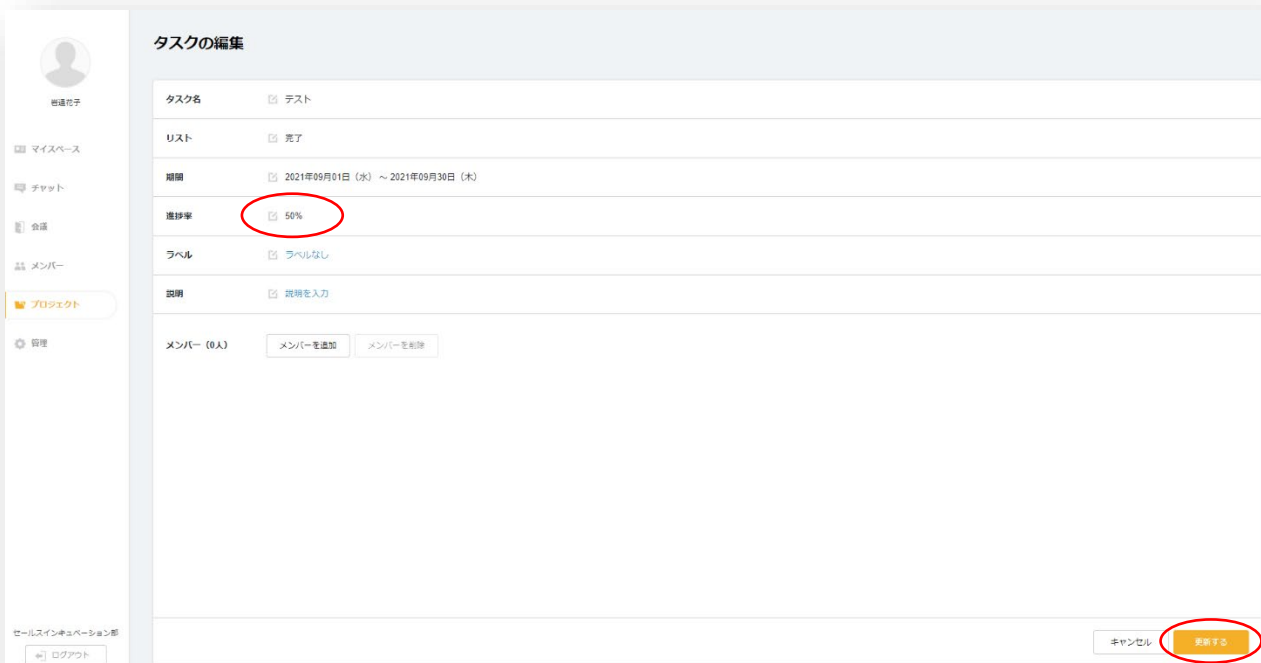 タスクの編集
岩通花子
マイスペース
チャット
会議
メンバー
プロジェクト
管理
タスク名 テスト
リスト 完了
期間 2021年09月01日（水）～2021年09月30日（木）
進捗率 50%
ラベル ラベルなし
説明 説明を入力
メンバー（0人） メンバーを追加 メンバーを削除
セールスインキュベーション部
ログアウト
キャンセル 更新する